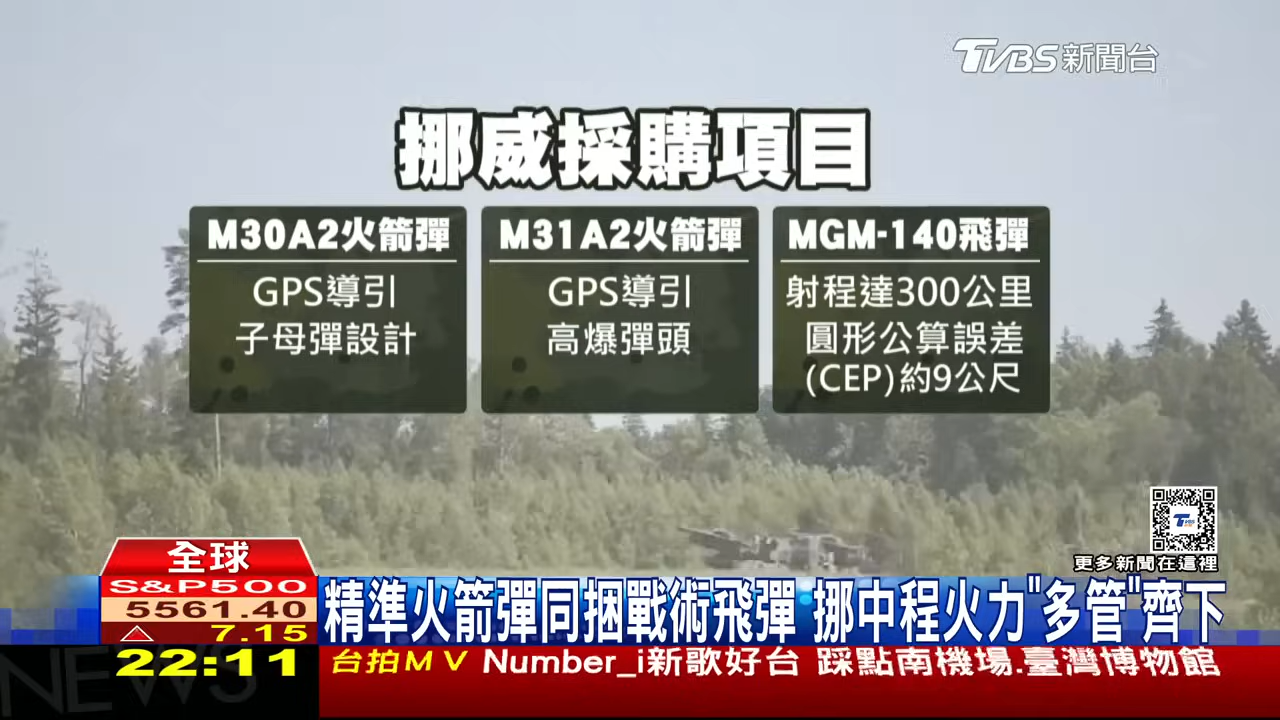 TVBS新聞台
挪威採購項目
M30A2火箭彈
GPS導引
子母彈設計
M31A2火箭彈
GPS導引
高爆彈頭
MGM-140飛彈
射程達300公里
圓形公算誤差
(CEP)約9公尺
TVBS
更多新聞在這裡
全球
S&P500
5561.40
7.15
精準火箭彈同捆戰術飛彈 挪中程火力"多管"齊下
22:11
台拍MV Number_i新歌好台 踩點南機場.臺灣博物館
NEWS